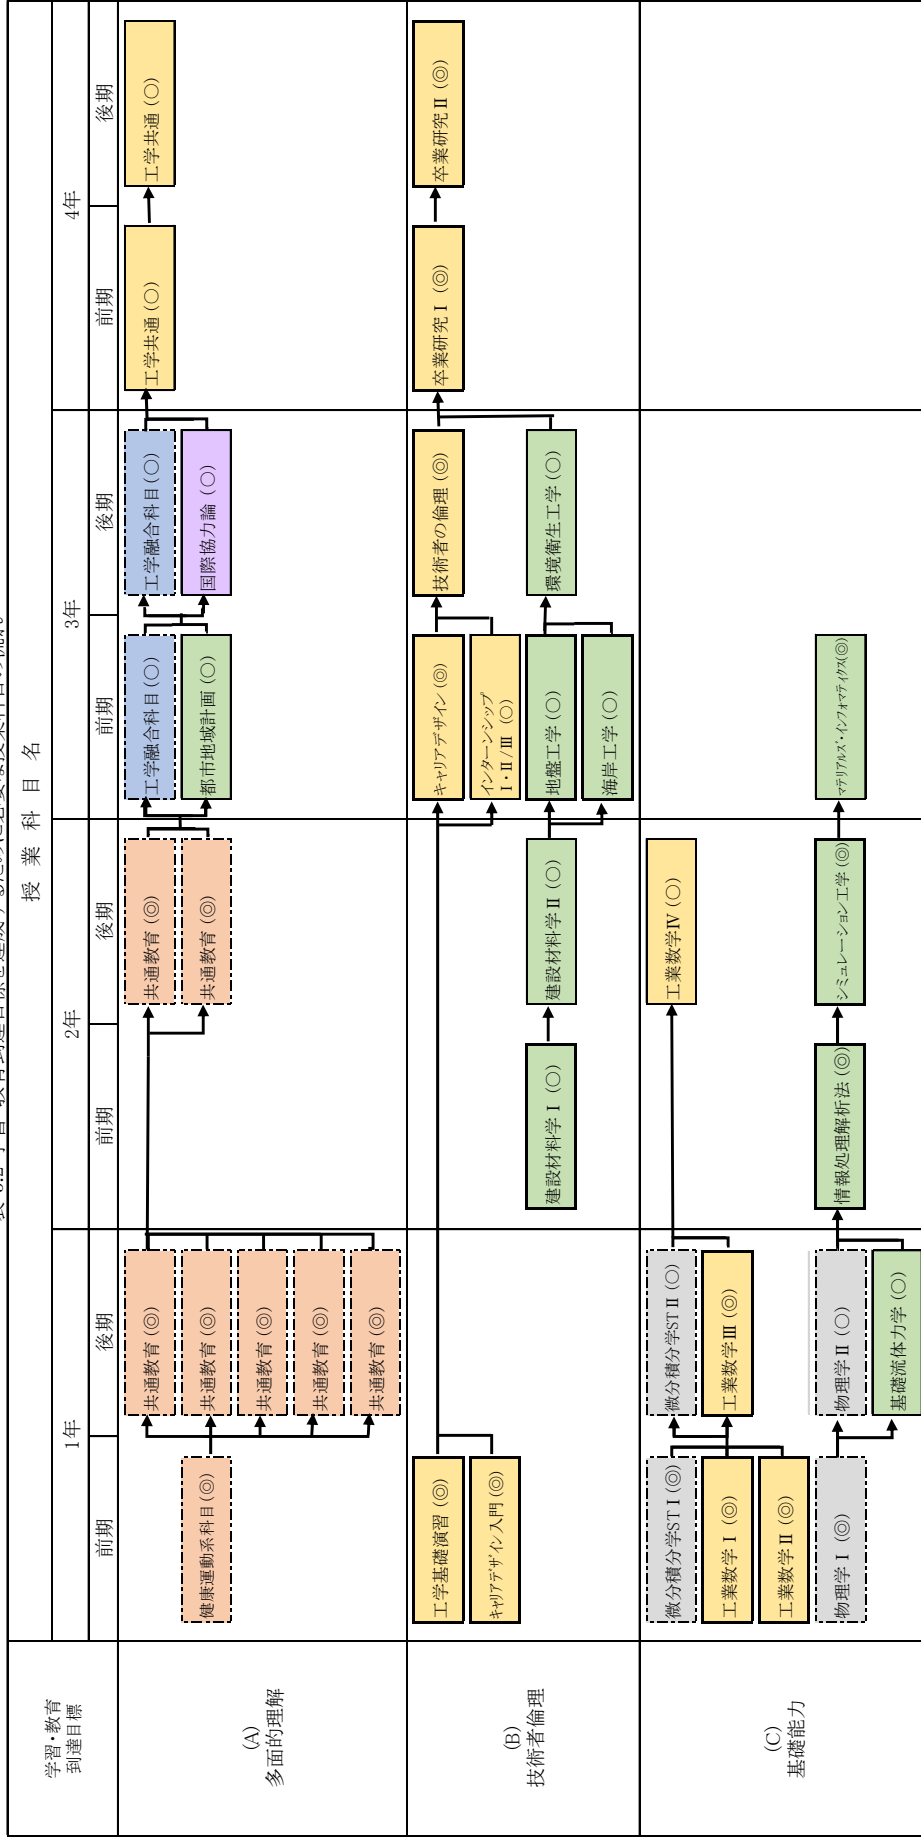 授 業 科 目 名
学習・教育
到達目標
1年
2年
3年
4年
前期
後期
前期
後期
前期
後期
前期
後期
(A)
多面的理解
健康運動系科目(◎)
共通教育(◎)
共通教育(◎)
共通教育(◎)
共通教育(◎)
共通教育(◎)
共通教育(◎)
共通教育(◎)
工学融合科目(○)
都市地域計画(○)
工学融合科目(○)
国際協力論(○)
工学共通(○)
工学共通(○)
(B)
技術者倫理
工学基礎演習(◎)
キャリアデザイン入門(◎)
建設材料学Ⅰ(○)
建設材料学Ⅱ(○)
キャリアデザイン(◎)
インターンシップ
Ⅰ・Ⅱ/Ⅲ(○)
地盤工学(○)
海岸工学(○)
技術者の倫理(◎)
環境衛生工学(○)
卒業研究Ⅰ(◎)
卒業研究Ⅱ(◎)
(C)
基礎能力
微分積分学STⅠ(◎)
工業数学Ⅰ(◎)
工業数学Ⅱ(◎)
物理学Ⅰ(◎)
微分積分学STⅡ(○)
工業数学Ⅲ(◎)
物理学Ⅱ(○)
基礎流体力学(○)
情報処理解析法(◎)
工業数学Ⅳ(○)
シミュレーション工学(◎)
マテリアルス・インフォマティクス(◎)